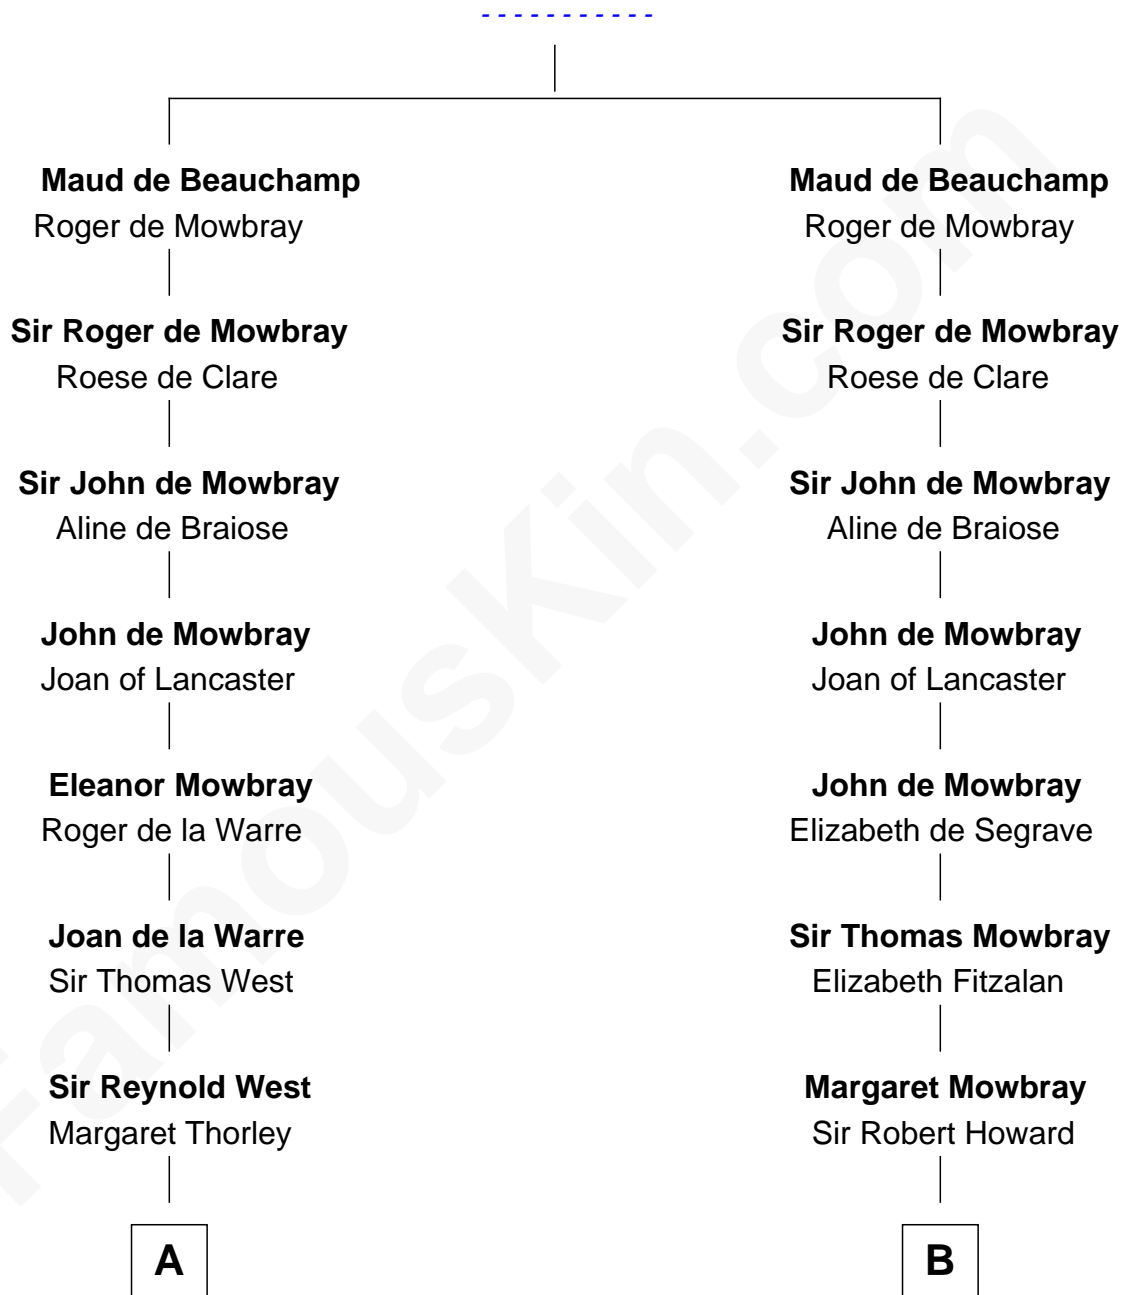 - - - - - - - - - - -
Maud de Beauchamp
Roger de Mowbray
Sir Roger de Mowbray
Roese de Clare
Sir John de Mowbray
Aline de Braiose
John de Mowbray
Joan of Lancaster
Eleanor Mowbray
Roger de la Warre
Joan de la Warre
Sir Thomas West
Sir Reynold West
Margaret Thorley
A
Maud de Beauchamp
Roger de Mowbray
Sir Roger de Mowbray
Roese de Clare
Sir John de Mowbray
Aline de Braiose
John de Mowbray
Joan of Lancaster
John de Mowbray
Elizabeth de Segrave
Sir Thomas Mowbray
Elizabeth Fitzalan
Margaret Mowbray
Sir Robert Howard
B
FamousKin.com